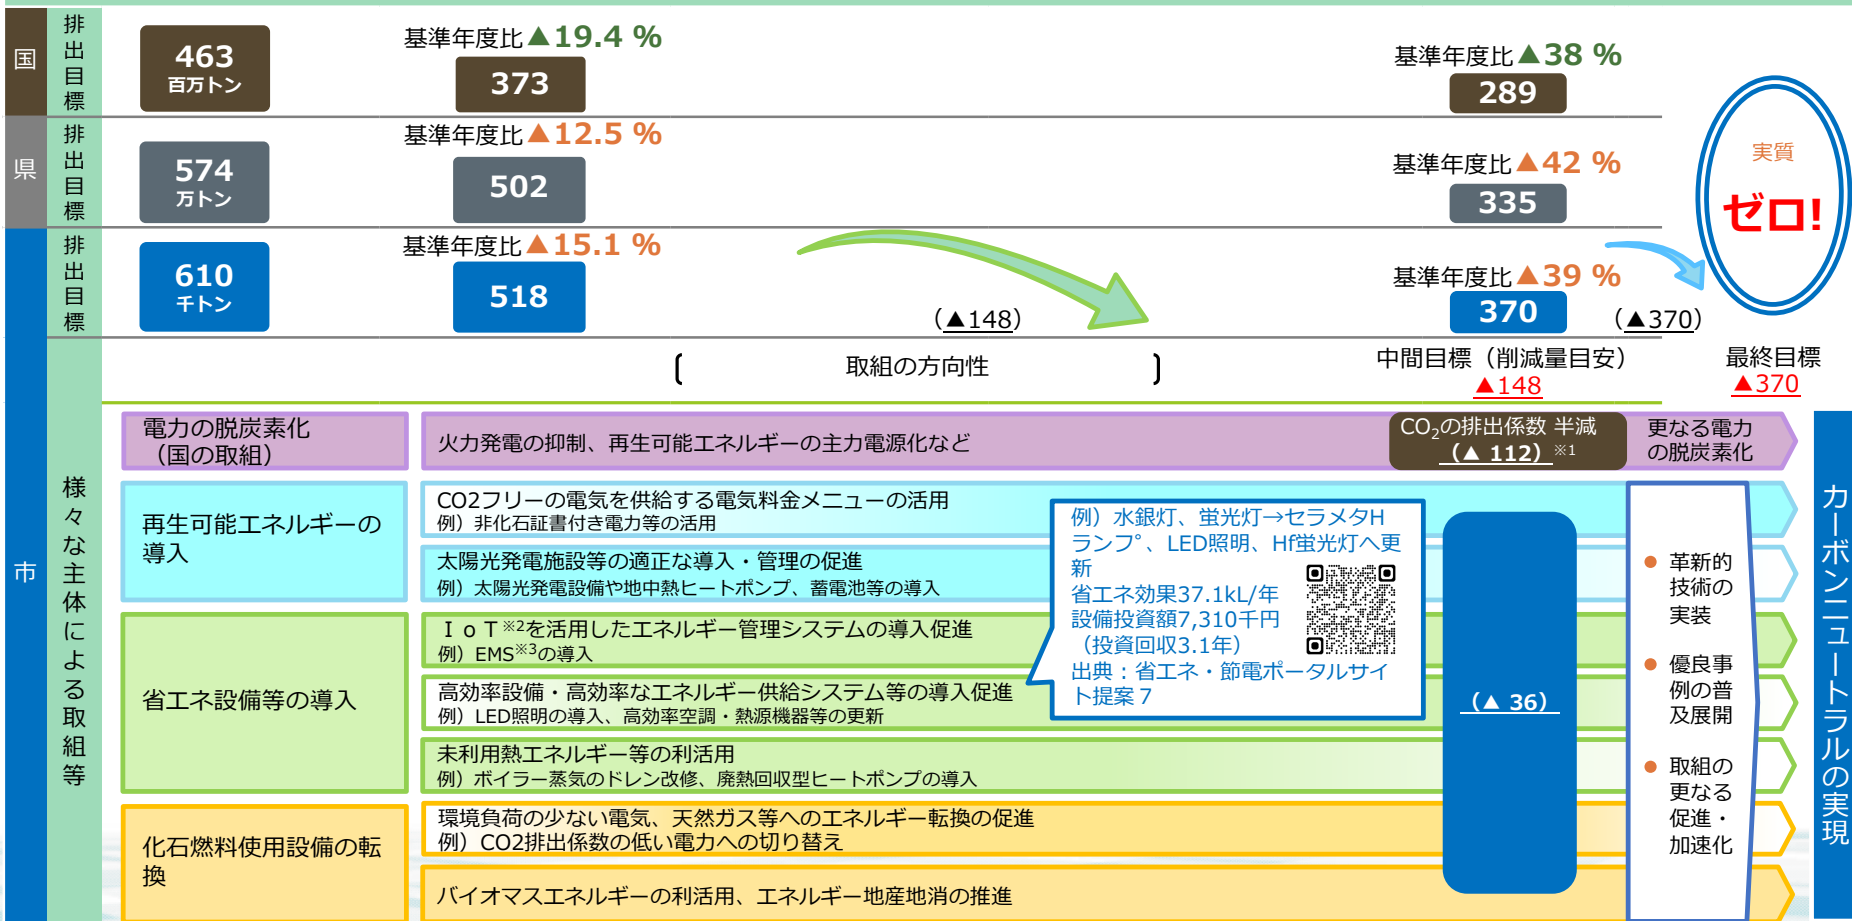 国
排出目標
463
百万トン
基準年度比▲19.4 %
373
基準年度比▲38 %
289
県
排出目標
574
万トン
基準年度比▲12.5 %
502
基準年度比▲42 %
335
実質
ゼロ!
市
排出目標
610
千トン
基準年度比▲15.1 %
518
(▲148)
基準年度比▲39 %
370
(▲370)
取組の方向性
中間目標（削減量目安）
▲148
最終目標
▲370
様々な主体による取組等
電力の脱炭素化
（国の取組）
火力発電の抑制、再生可能エネルギーの主力電源化など
CO₂の排出係数 半減
（▲ 112）※1
更なる電力
の脱炭素化
再生可能エネルギーの
導入
CO2フリーの電気を供給する電気料金メニューの活用
例）非化石証書付き電力等の活用
太陽光発電施設等の適正な導入・管理の促進
例）太陽光発電設備や地中熱ヒートポンプ、蓄電池等の導入
省エネ設備等の導入
ＩｏＴ※2を活用したエネルギー管理システムの導入促進
例）EMS※3の導入
高効率設備・高効率なエネルギー供給システム等の導入促進
例）LED照明の導入、高効率空調・熱源機器等の更新
未利用熱エネルギー等の利活用
例）ボイラー蒸気のドレン改修、廃熱回収型ヒートポンプの導入
化石燃料使用設備の転
換
環境負荷の少ない電気、天然ガス等へのエネルギー転換の促進
例）CO2排出係数の低い電力への切り替え
バイオマスエネルギーの利活用、エネルギー地産地消の推進
例）水銀灯、蛍光灯→セラメタH
ランプ、LED照明、Hf蛍光灯へ更
新
省エネ効果37.1kL/年
設備投資額7,310千円
（投資回収3.1年）
出典：省エネ・節電ポータルサイ
ト提案７
（▲ 36）
● 革新的
技術の
実装
● 優良事
例の普
及展開
● 取組の
更なる
促進・
加速化
カーボンニュートラルの実現